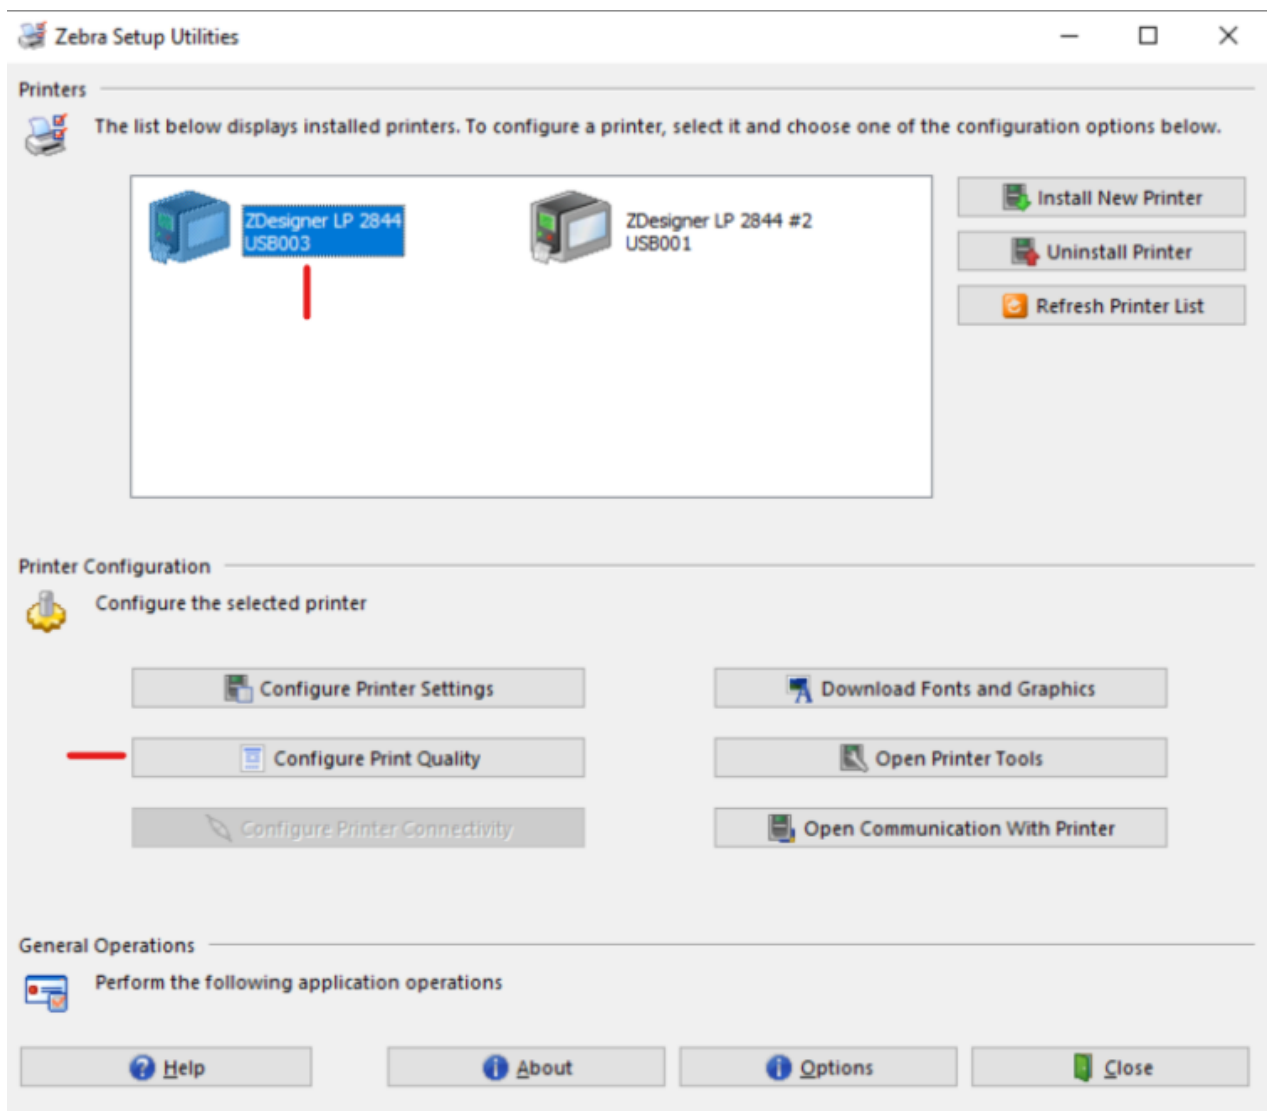 Zebra Setup Utilities
Printers
The list below displays installed printers. To configure a printer, select it and choose one of the configuration options below.
ZDesigner LP 2844
USB003
ZDesigner LP 2844 #2
USB001
Install New Printer
Uninstall Printer
Refresh Printer List
Printer Configuration
Configure the selected printer
Configure Printer Settings
Download Fonts and Graphics
Configure Print Quality
Open Printer Tools
Configure Printer Connectivity
Open Communication With Printer
General Operations
Perform the following application operations
Help
About
Options
Close